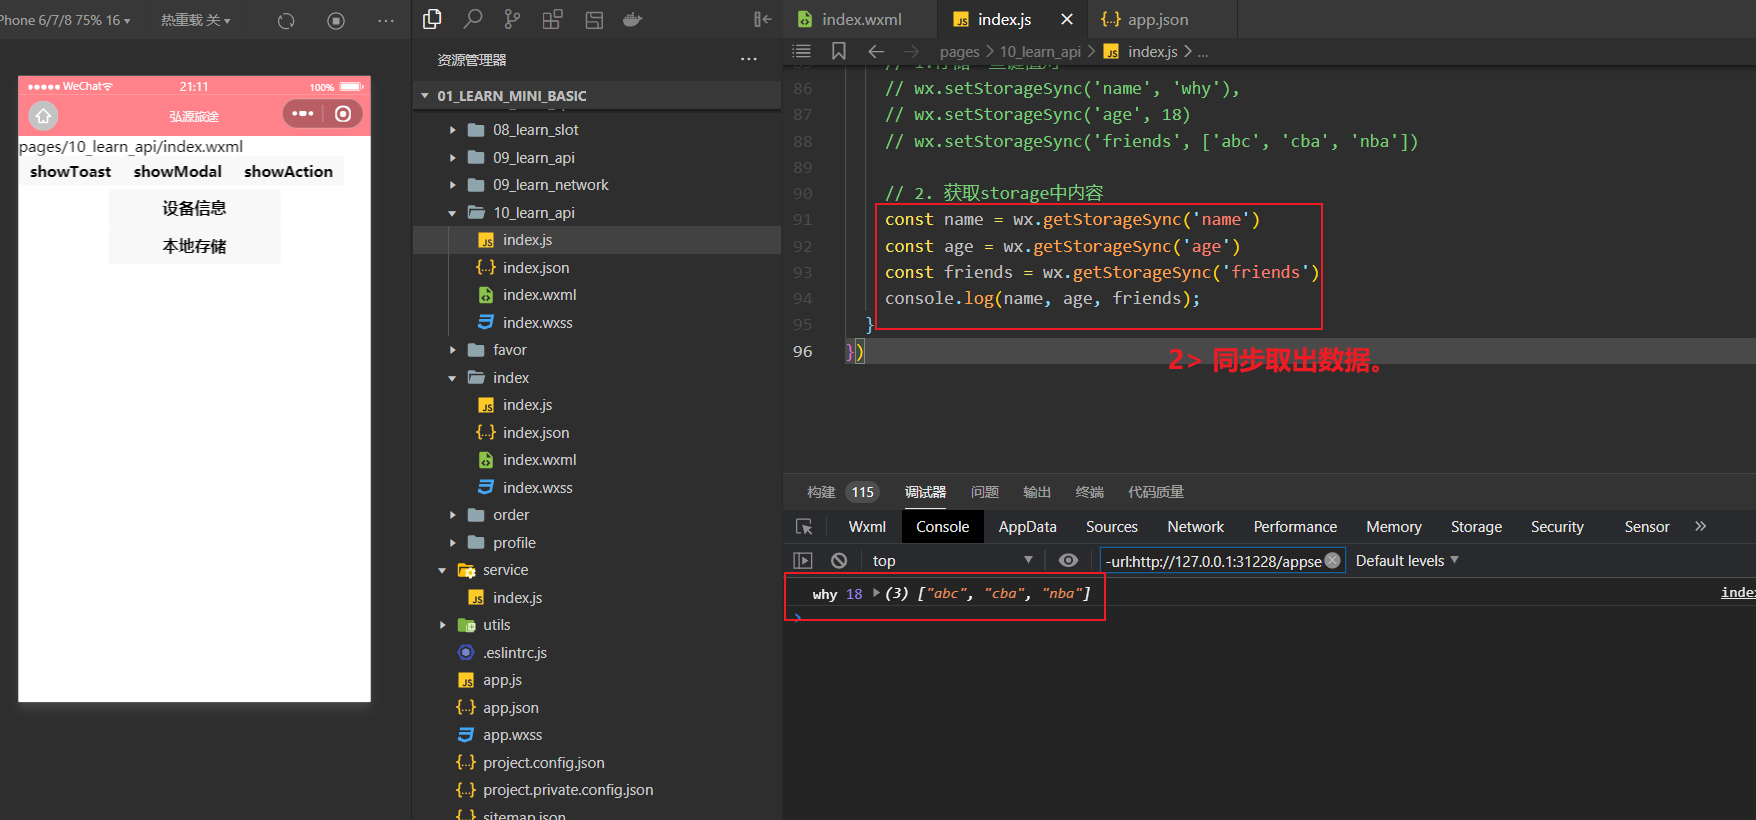 Phone 6/7/8 75% 16
热重载 关
WeChat
21:11
100%
弘源旅途
pages/10_learn_api/index.wxml
showToast
showModal
showAction
设备信息
本地存储
资源管理器
01_LEARN_MINI_BASIC
08_learn_slot
09_learn_api
09_learn_network
10_learn_api
index.js
index.json
index.wxml
index.wxss
favor
index
index.js
index.json
index.wxml
index.wxss
order
profile
service
index.js
utils
.eslintrc.js
app.js
app.json
app.wxss
project.config.json
project.private.config.json
sitemap.json
index.wxml
index.js
app.json
pages > 10_learn_api > index.js > ...
86 // wx.setStorageSync('name', 'why'),
87 // wx.setStorageSync('age', 18)
88 // wx.setStorageSync('friends', ['abc', 'cba', 'nba'])
89
90 // 2. 获取storage中内容
91 const name = wx.getStorageSync('name')
92 const age = wx.getStorageSync('age')
93 const friends = wx.getStorageSync('friends')
94 console.log(name, age, friends);
95 }
96 })
2> 同步取出数据。
构建 115 调试器 问题 输出 终端 代码质量
Wxml Console AppData Sources Network Performance Memory Storage Security Sensor
top
-url:http://127.0.0.1:31228/appse
Default levels
why 18 (3) ["abc", "cba", "nba"]
index